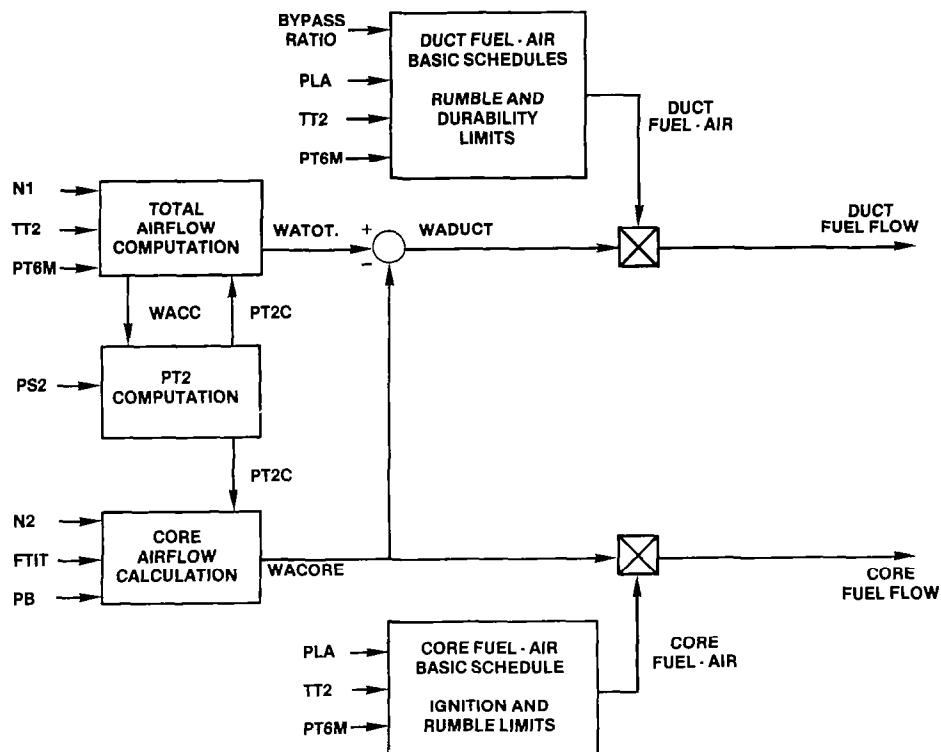 BYPASS
RATIO
PLA
TT2
PT6M
DUCT FUEL - AIR
BASIC SCHEDULES
RUMBLE AND
DURABILITY
LIMITS
DUCT
FUEL - AIR
N1
TT2
PT6M
TOTAL
AIRFLOW
COMPUTATION
WATOT.
+
−
WADUCT
DUCT
FUEL FLOW
WACC
PT2C
PS2
PT2
COMPUTATION
PT2C
N2
FTIT
PB
CORE
AIRFLOW
CALCULATION
WACORE
CORE
FUEL FLOW
PLA
TT2
PT6M
CORE FUEL - AIR
BASIC SCHEDULE
IGNITION AND
RUMBLE LIMITS
CORE
FUEL - AIR